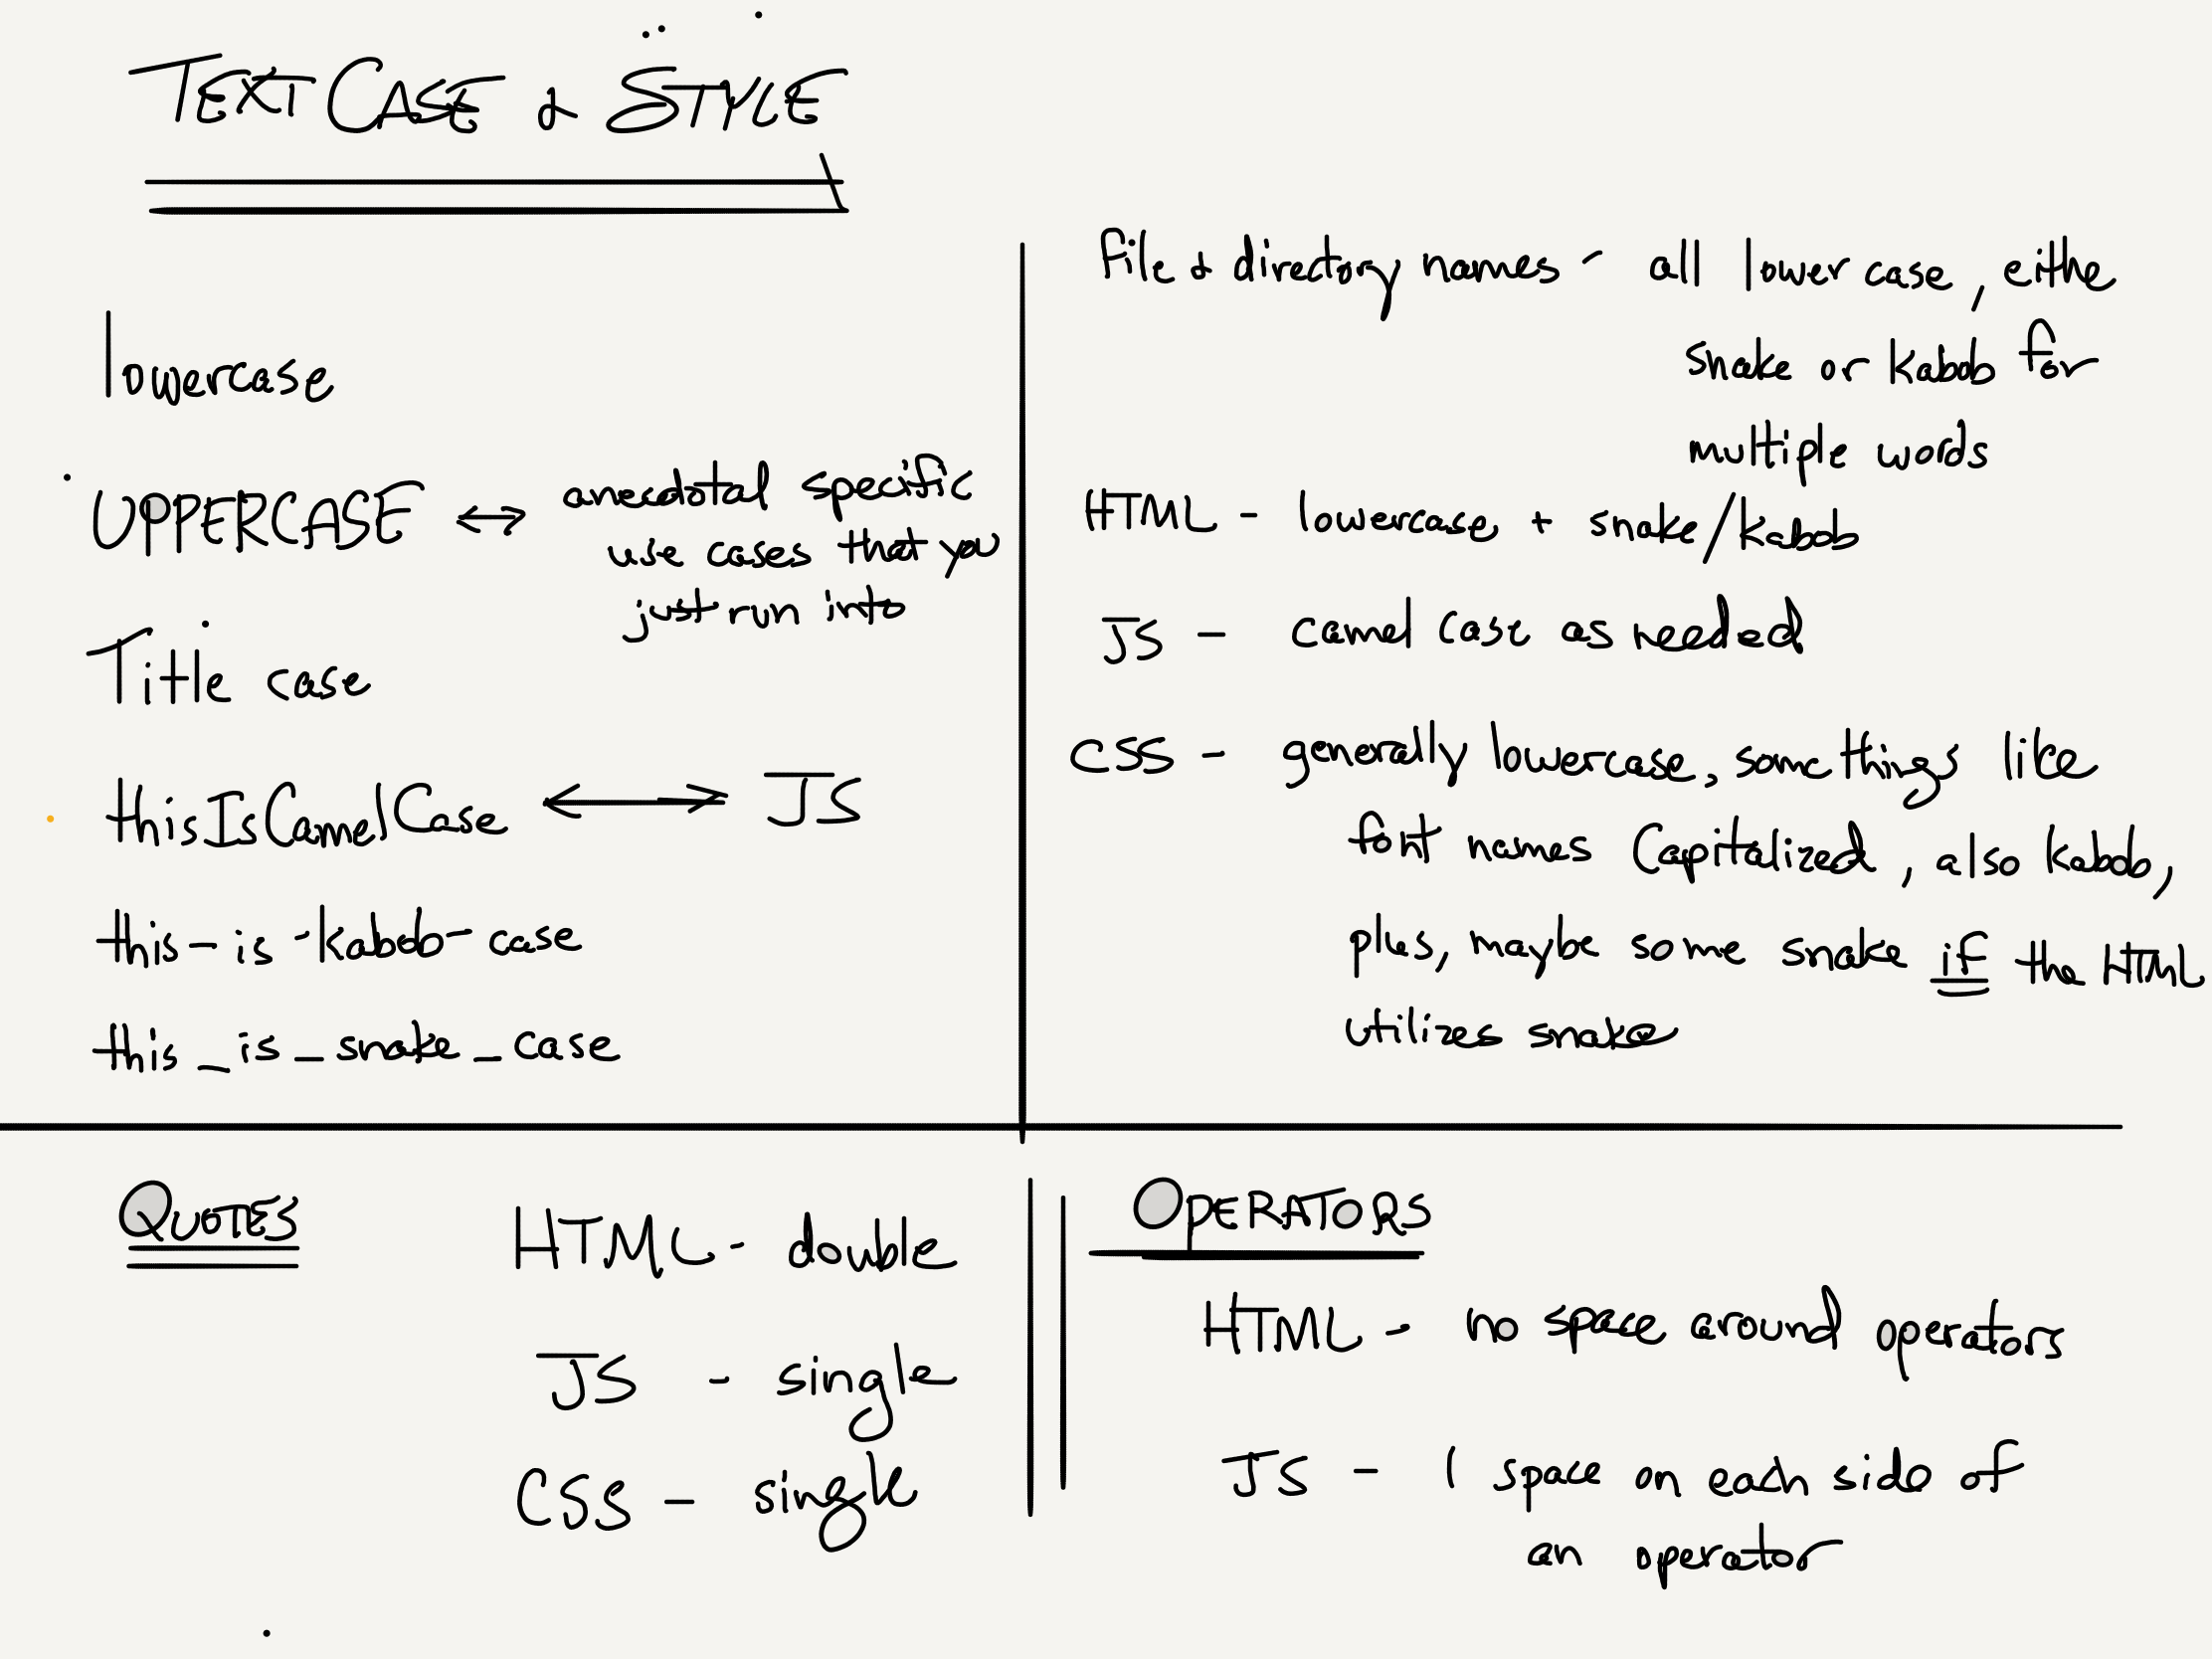 TEXT CASE & STYLE
lowercase
UPPERCASE ↔ anecdotal specific
use cases that you
just run into
Title case
thisIsCamelCase ↔ JS
this-is-kabob-case
this_is_snake_case
file & directory names - all lower case, eithe
snake or kabob for
multiple words
HTML - lowercase + snake/kabob
JS - camel case as needed
CSS - generally lowercase, some things like
font names Capitalized, also kabob,
plus, maybe some snake if the HTML
utilizes snake
QUOTES
HTML - double
JS - single
CSS - single
OPERATORS
HTML - no space around operators
JS - 1 space on each side of
an operator